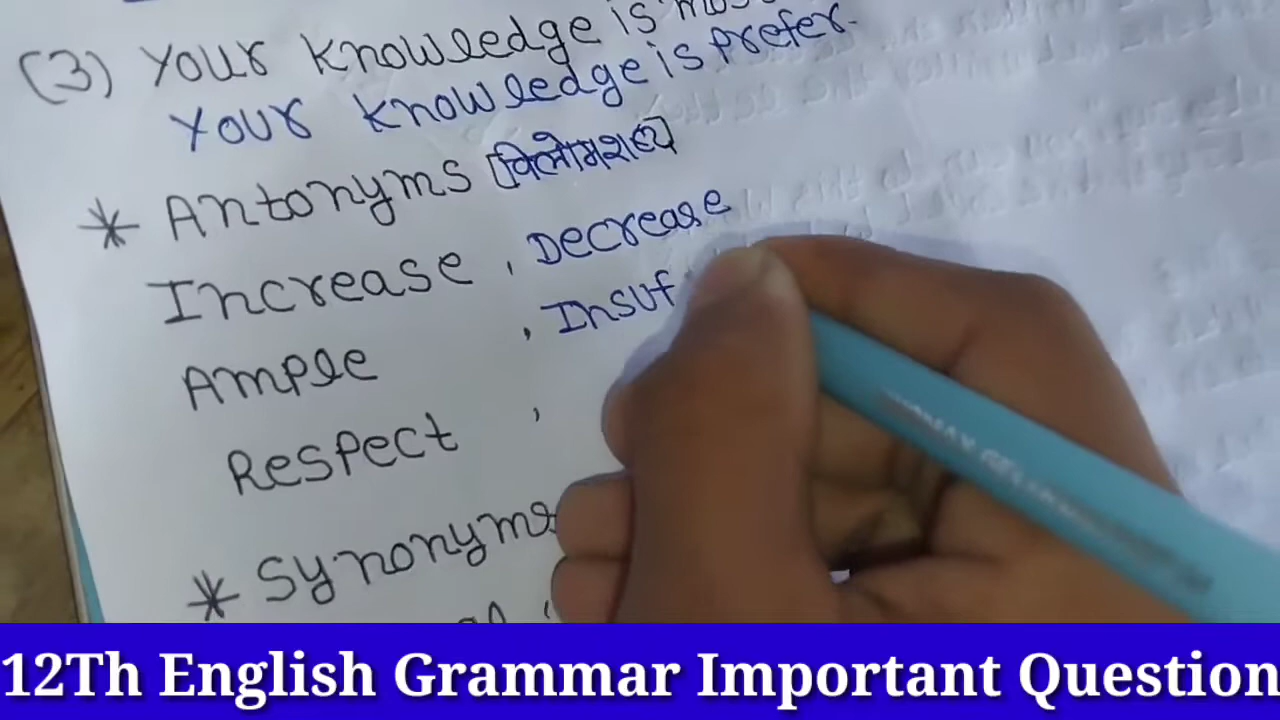 (3) Your Knowledge is
Your Knowledge is Prefer.
* Antonyms [विलोमशब्द]
Increase , Decrease
Ample , Insuf
Respect ,
* Synonyms
12Th English Grammar Important Question